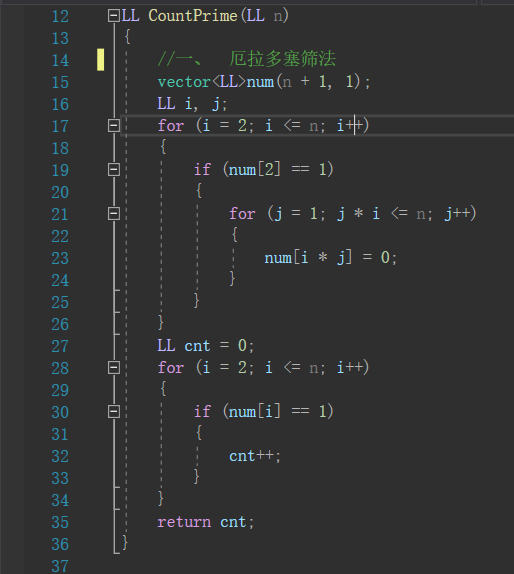 12 LL CountPrime(LL n)
13 {
14 //一、 厄拉多塞筛法
15 vector<LL>num(n + 1, 1);
16 LL i, j;
17 for (i = 2; i <= n; i++)
18 {
19 if (num[2] == 1)
20 {
21 for (j = 1; j * i <= n; j++)
22 {
23 num[i * j] = 0;
24 }
25 }
26 }
27 LL cnt = 0;
28 for (i = 2; i <= n; i++)
29 {
30 if (num[i] == 1)
31 {
32 cnt++;
33 }
34 }
35 return cnt;
36 }
37